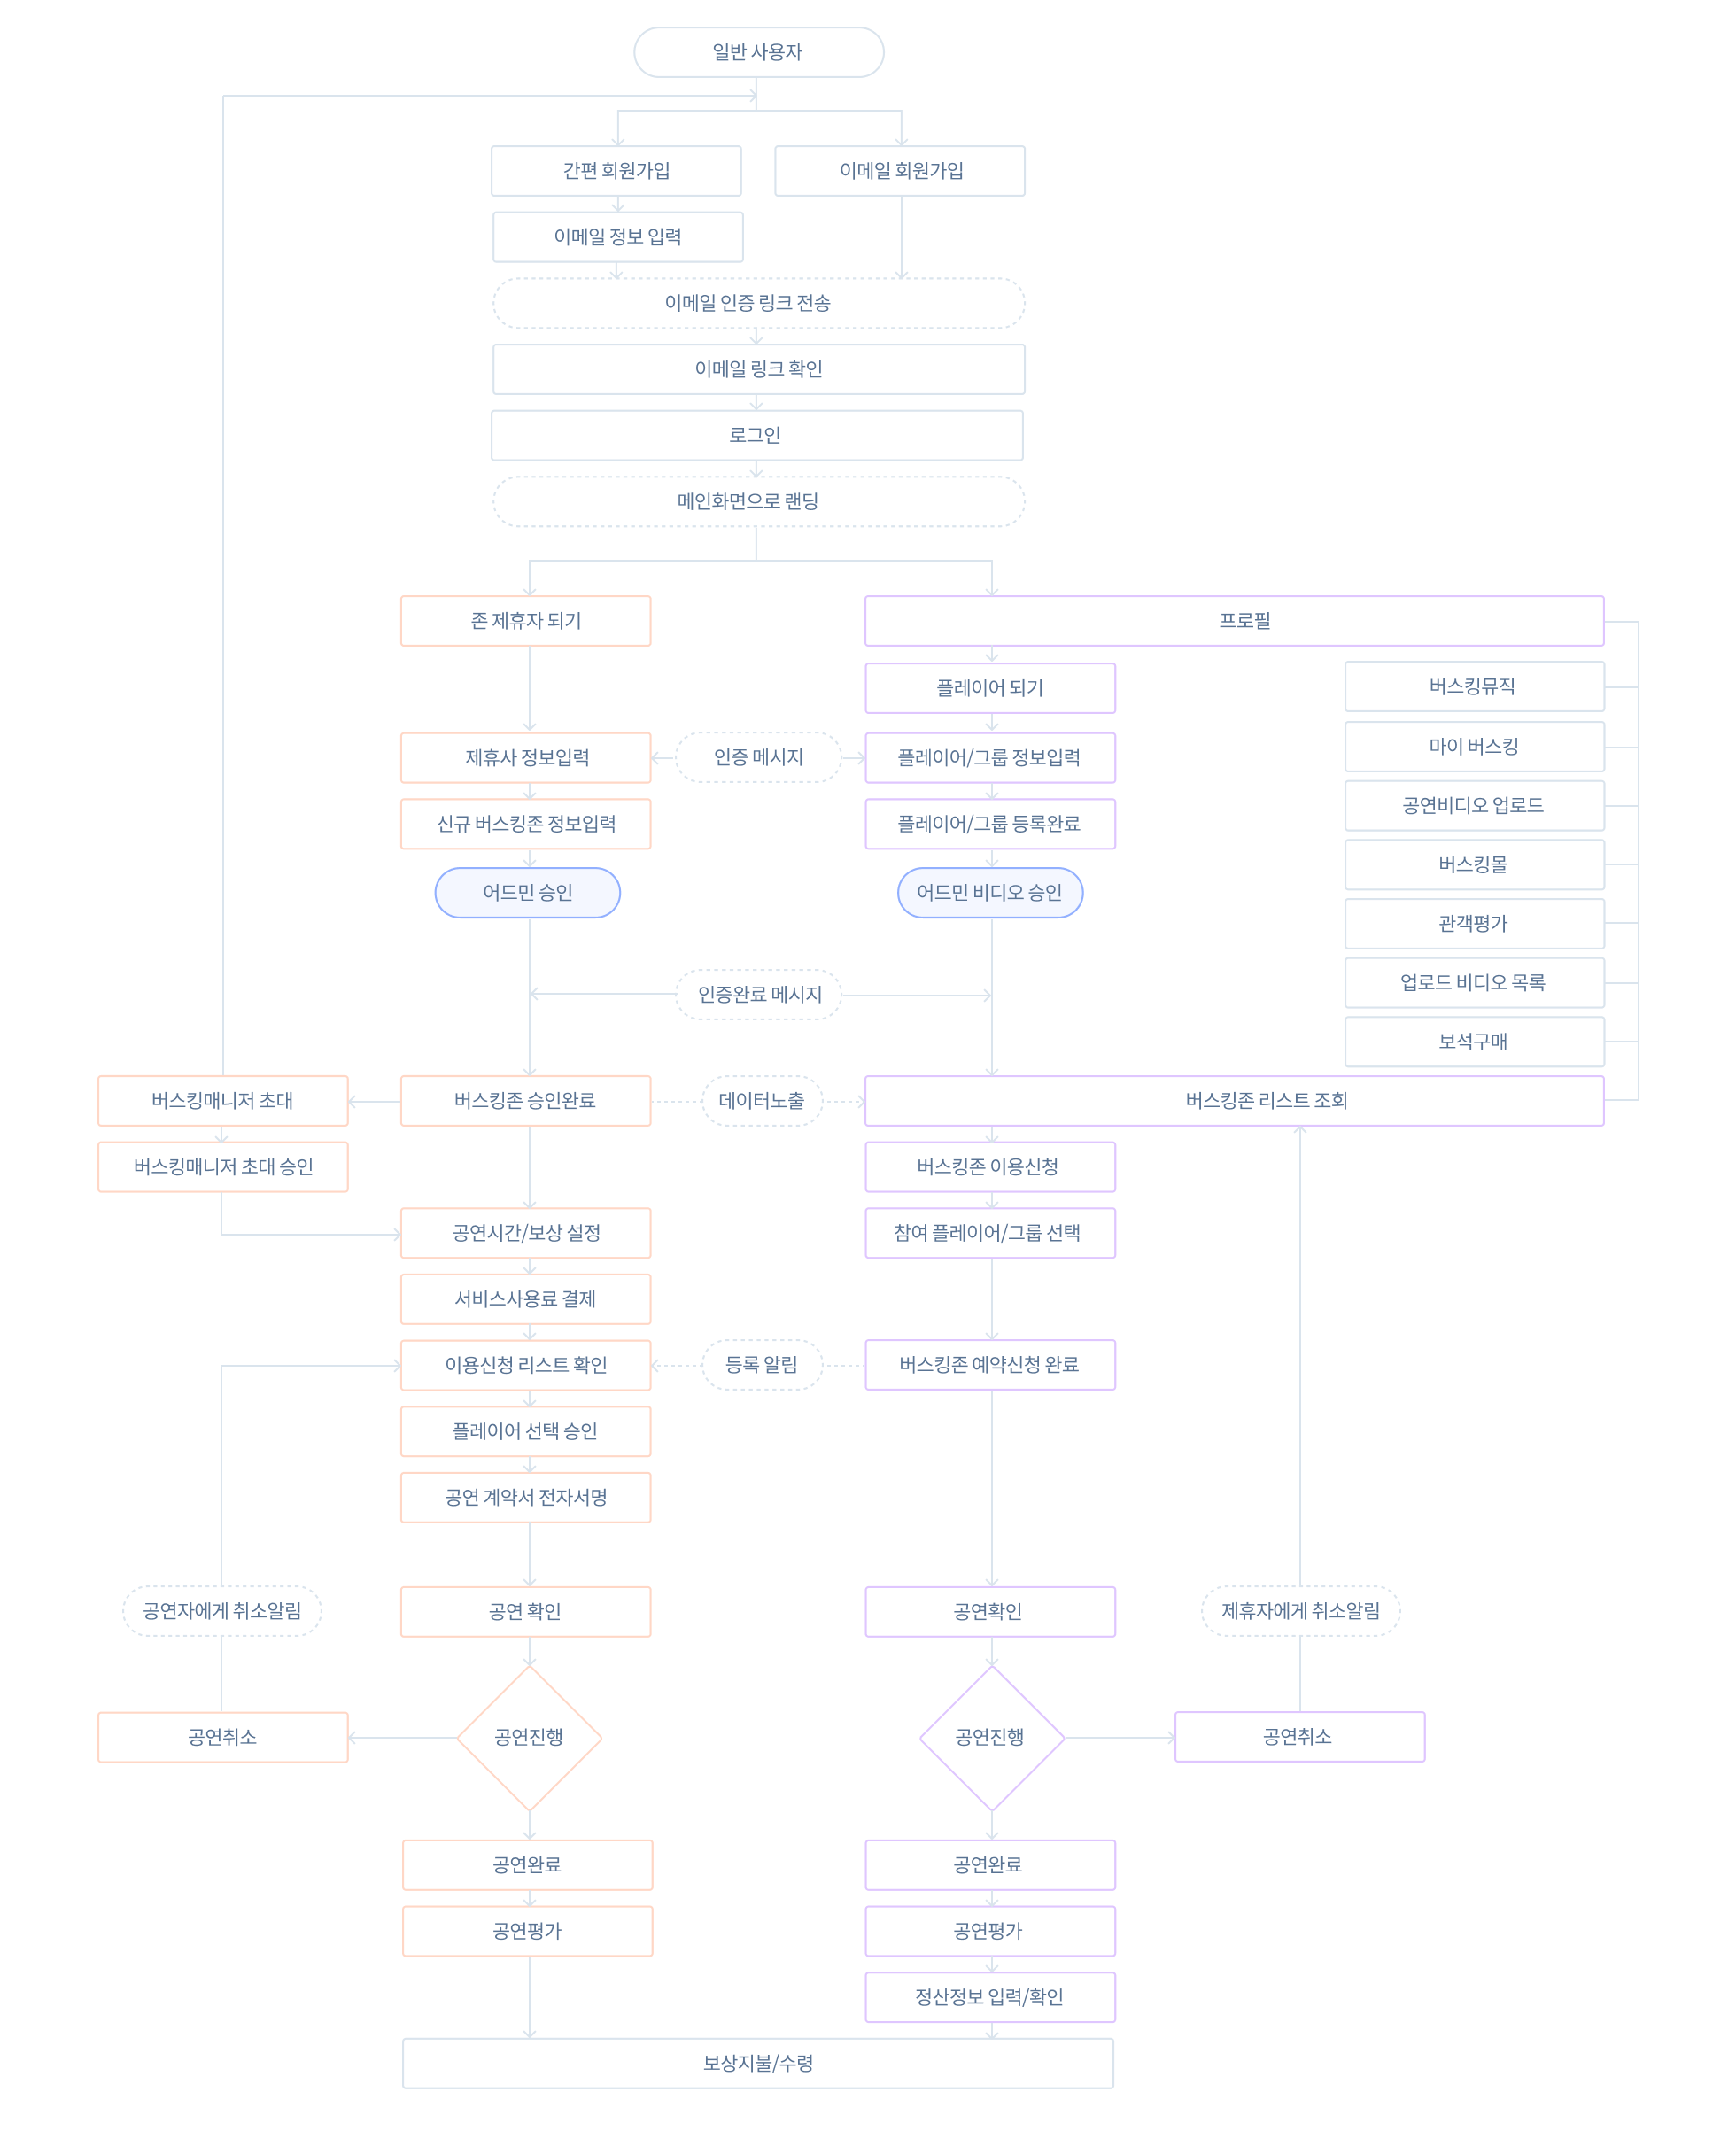 일반 사용자
간편 회원가입
이메일 회원가입
이메일 정보 입력
이메일 인증 링크 전송
이메일 링크 확인
로그인
메인화면으로 랜딩
존 제휴자 되기
프로필
플레이어 되기
버스킹뮤직
마이 버스킹
제휴사 정보입력
인증 메시지
플레이어/그룹 정보입력
공연비디오 업로드
신규 버스킹존 정보입력
플레이어/그룹 등록완료
버스킹몰
어드민 승인
어드민 비디오 승인
관객평가
업로드 비디오 목록
인증완료 메시지
보석구매
버스킹매니저 초대
버스킹존 승인완료
데이터노출
버스킹존 리스트 조회
버스킹매니저 초대 승인
버스킹존 이용신청
공연시간/보상 설정
참여 플레이어/그룹 선택
서비스사용료 결제
이용신청 리스트 확인
등록 알림
버스킹존 예약신청 완료
플레이어 선택 승인
공연 계약서 전자서명
공연자에게 취소알림
공연 확인
공연확인
제휴자에게 취소알림
공연취소
공연진행
공연진행
공연취소
공연완료
공연완료
공연평가
공연평가
정산정보 입력/확인
보상지불/수령